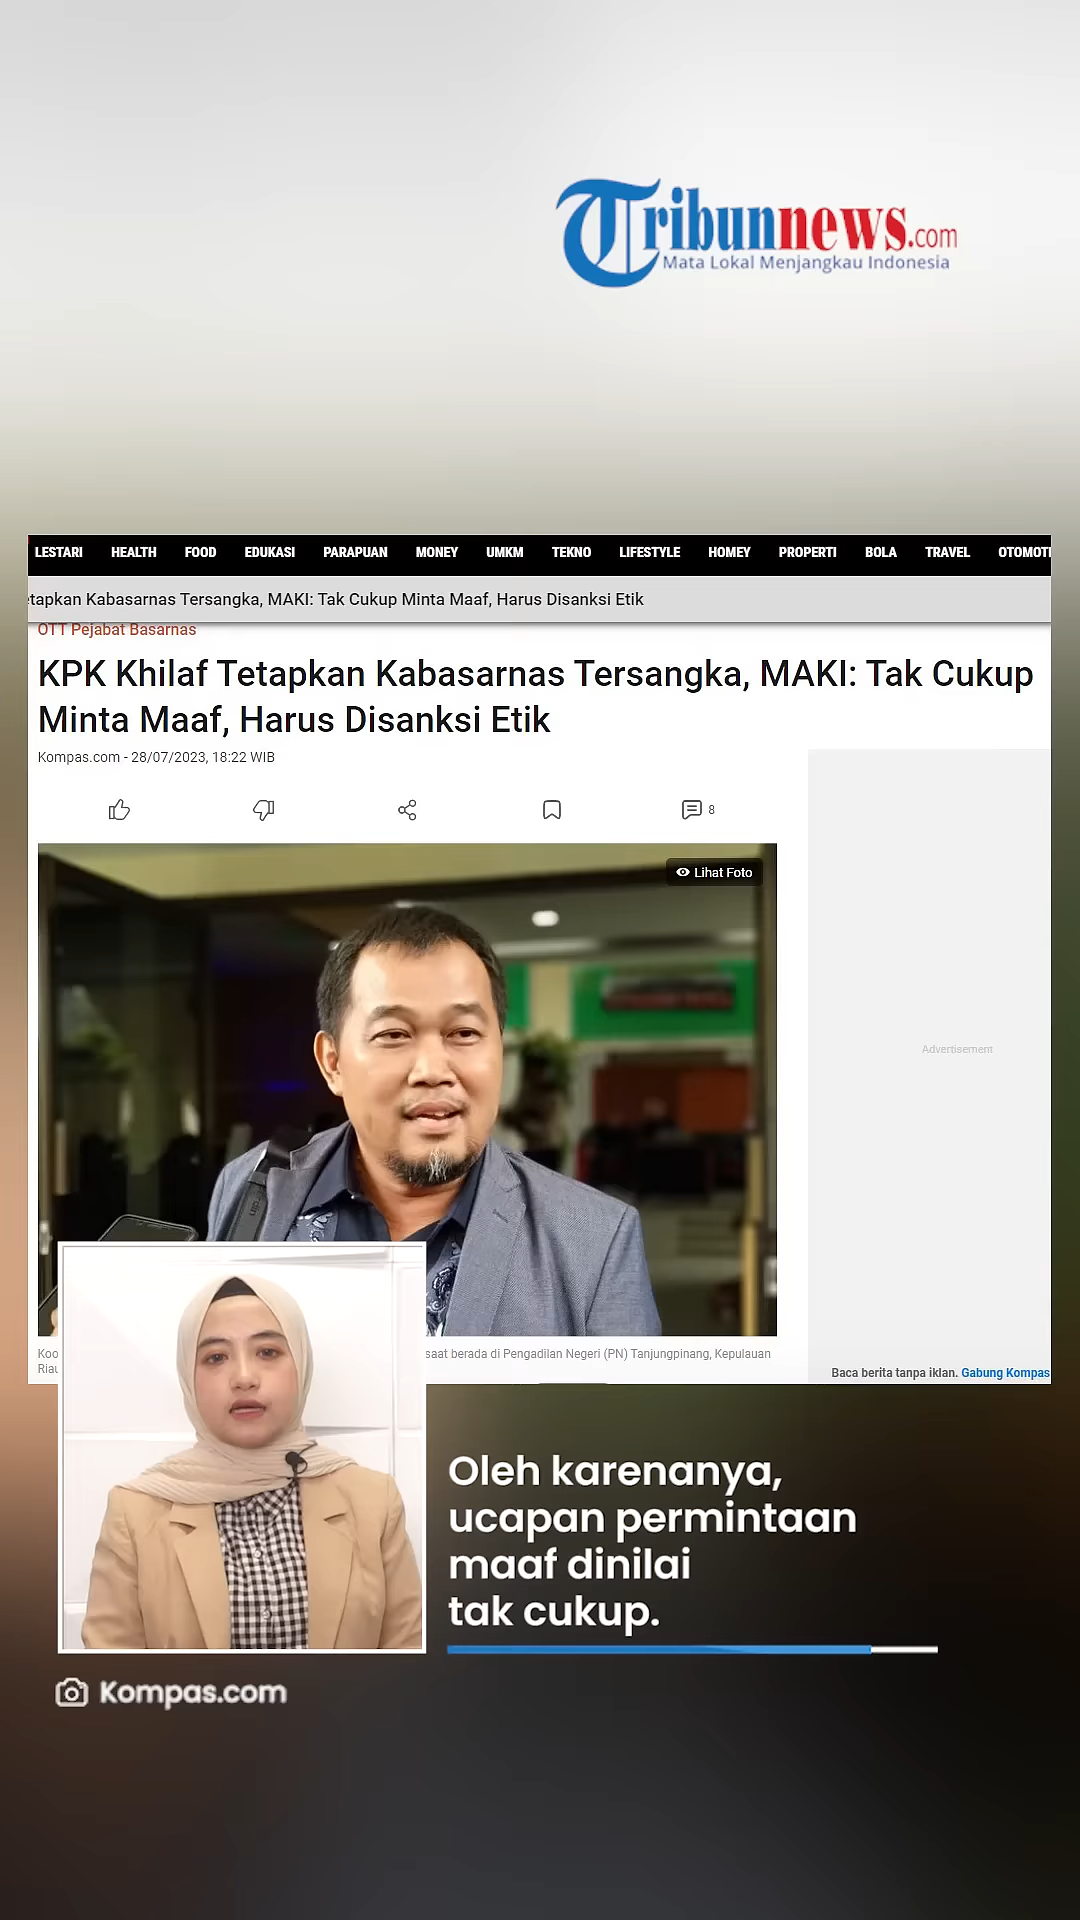 Tribunnews.com
Mata Lokal Menjangkau Indonesia
LESTARI HEALTH FOOD EDUKASI PARAPUAN MONEY UMKM TEKNO LIFESTYLE HOMEY PROPERTI BOLA TRAVEL OTOMOTI
etapkan Kabasarnas Tersangka, MAKI: Tak Cukup Minta Maaf, Harus Disanksi Etik
OTT Pejabat Basarnas
KPK Khilaf Tetapkan Kabasarnas Tersangka, MAKI: Tak Cukup
Minta Maaf, Harus Disanksi Etik
Kompas.com - 28/07/2023, 18:22 WIB
8
Lihat Foto
Advertisement
Koo
saat berada di Pengadilan Negeri (PN) Tanjungpinang, Kepulauan
Riau
Baca berita tanpa iklan. Gabung Kompas
Oleh karenanya,
ucapan permintaan
maaf dinilai
tak cukup.
Kompas.com